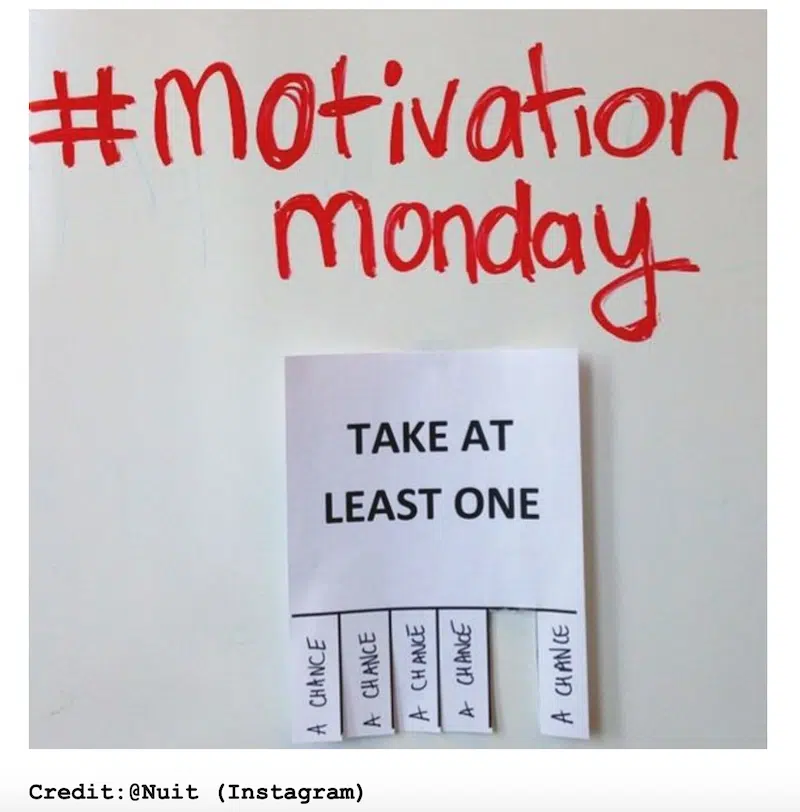 #motivation
monday
TAKE AT
LEAST ONE
A CHANCE
A CHANCE
A CHANCE
A CHANCE
A CHANCE
Credit:@Nuit (Instagram)